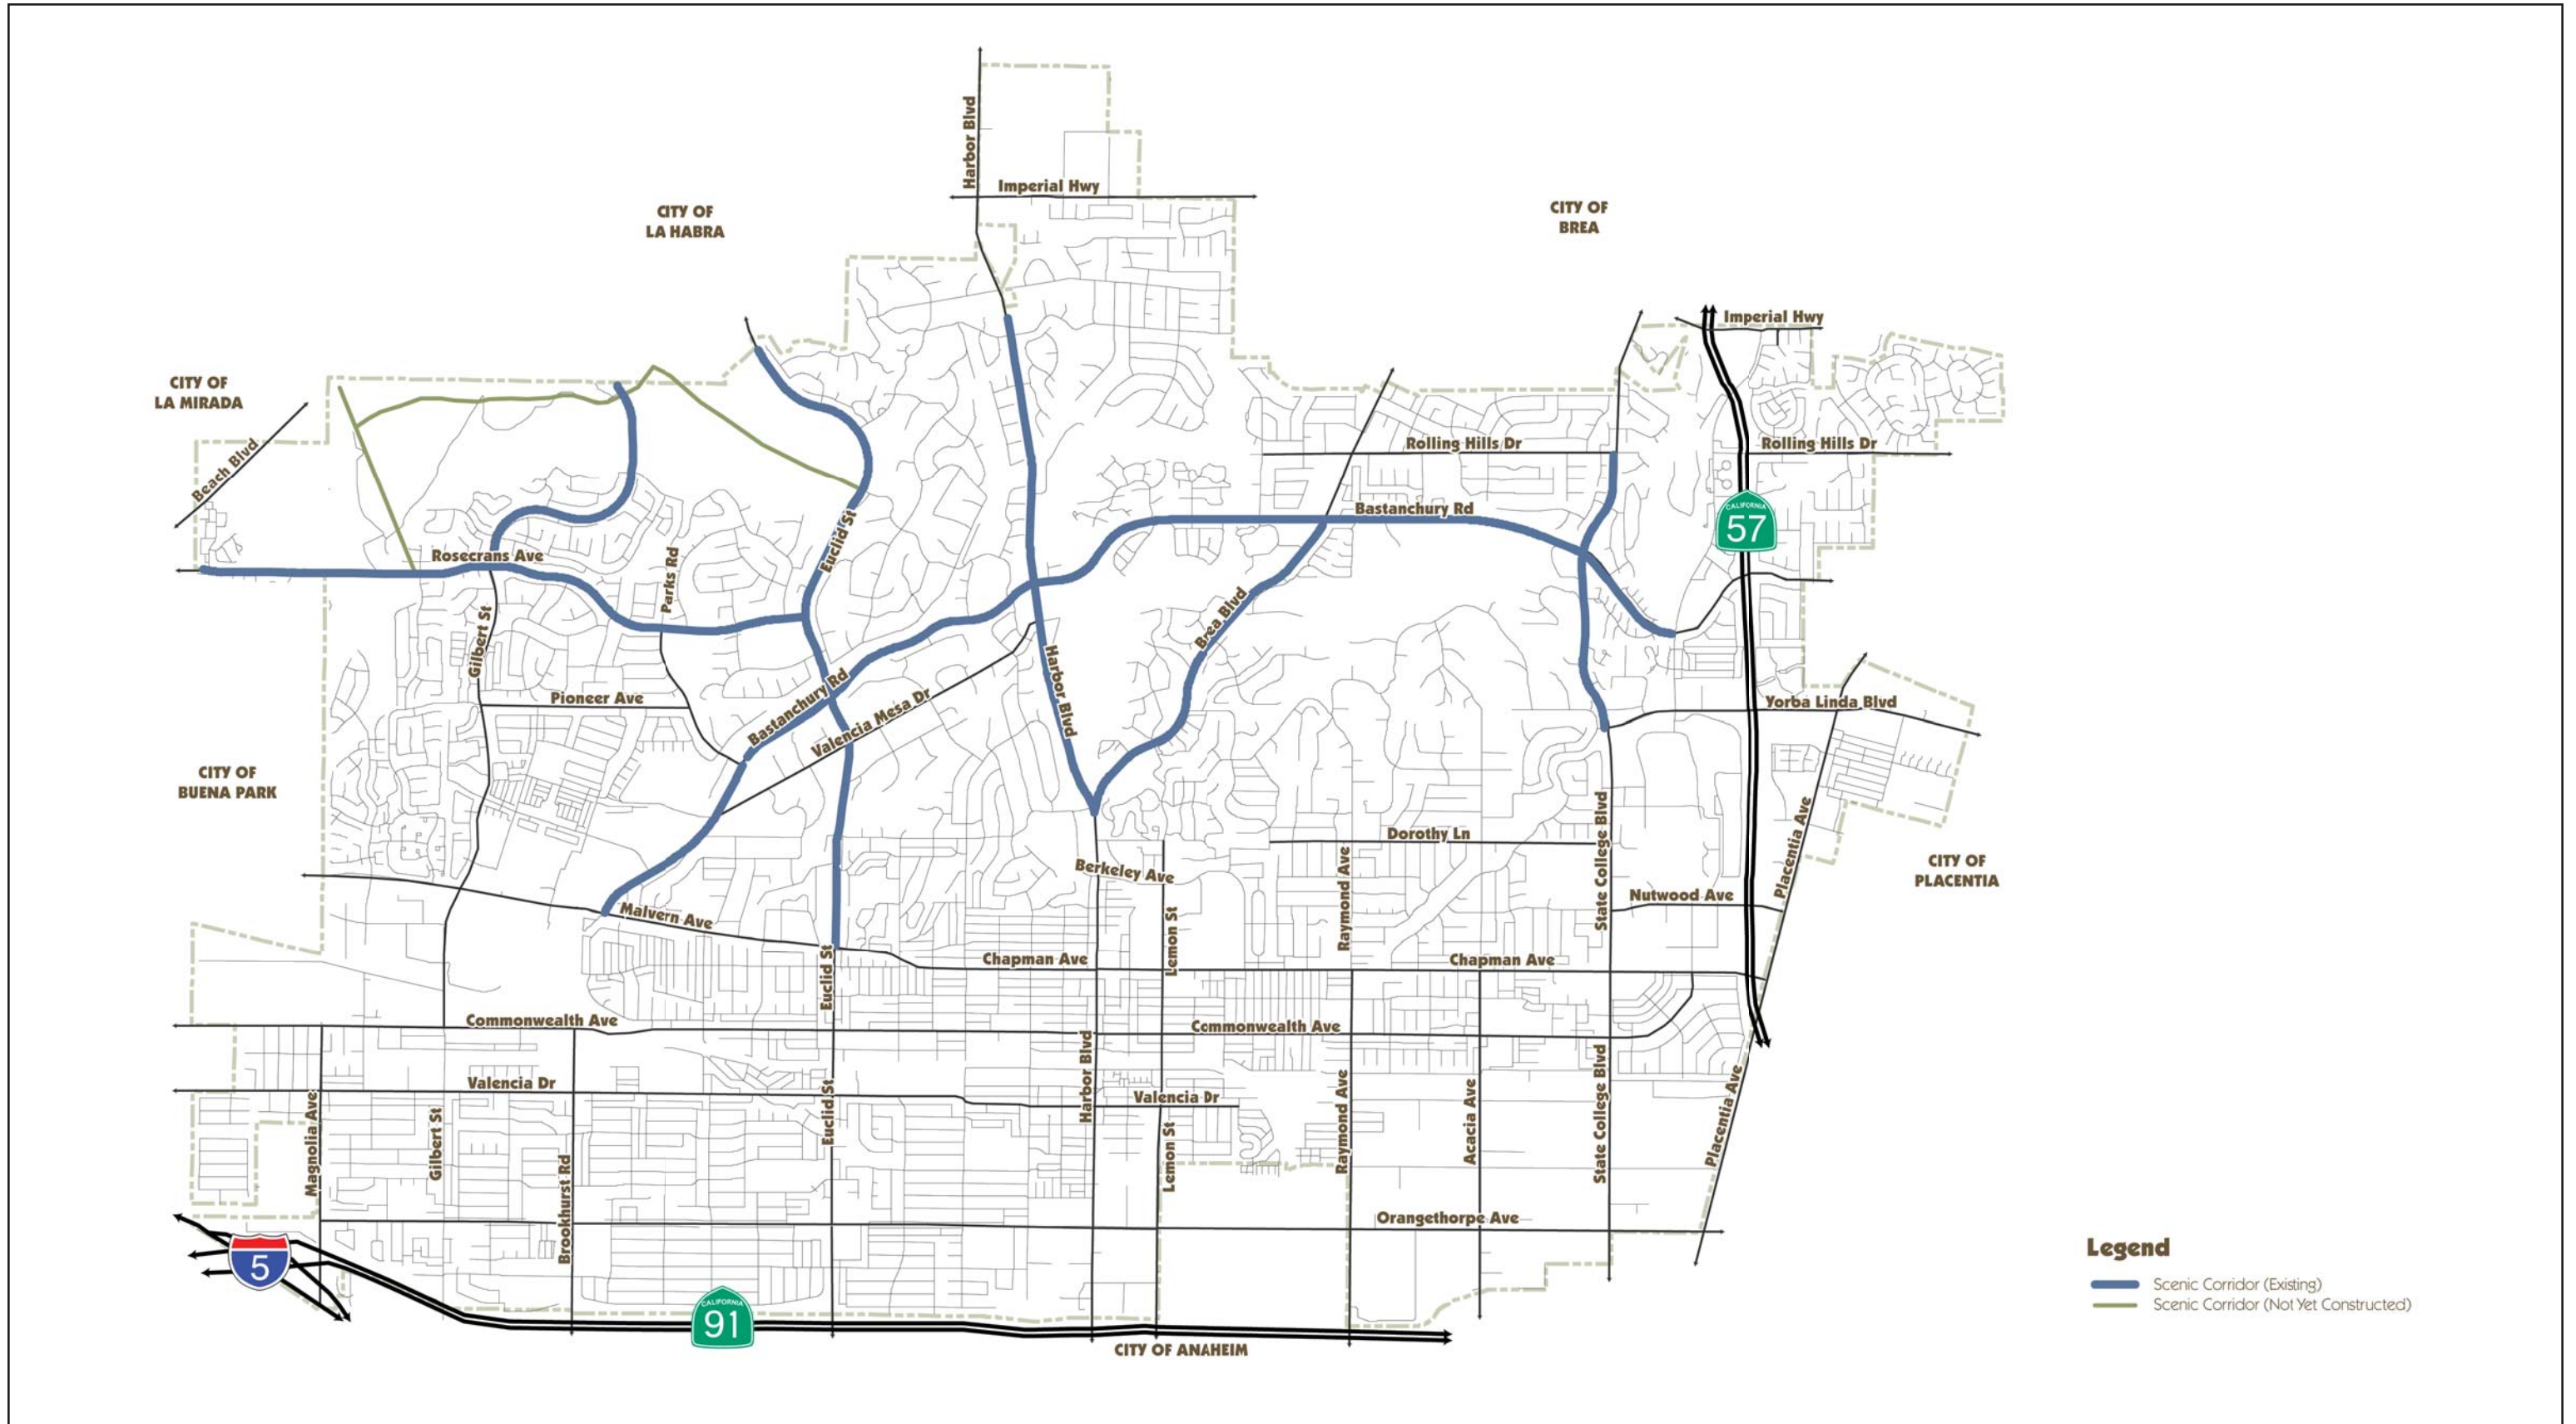 Harbor Blvd
Imperial Hwy
CITY OF
LA HABRA
CITY OF
BREA
Imperial Hwy
CITY OF
LA MIRADA
Beach Blvd
Rolling Hills Dr
Rolling Hills Dr
Bastanchury Rd
CALIFORNIA
57
Rosecrans Ave
Parks Rd
Euclid St
Gilbert St
Brea Blvd
Harbor Blvd
Pioneer Ave
Bastanchury Rd
Valencia Mesa Dr
Yorba Linda Blvd
CITY OF
BUENA PARK
Dorothy Ln
Berkeley Ave
Raymond Ave
State College Blvd
Placentia Ave
CITY OF
PLACENTIA
Nutwood Ave
Malvern Ave
Lemon St
Euclid St
Chapman Ave
Chapman Ave
Commonwealth Ave
Commonwealth Ave
Valencia Dr
Valencia Dr
Magnolia Ave
Gilbert St
Brookhurst Rd
Euclid St
Harbor Blvd
Lemon St
Raymond Ave
Acacia Ave
State College Blvd
Placentia Ave
Orangethorpe Ave
5
CALIFORNIA
91
CITY OF ANAHEIM
Legend
Scenic Corridor (Existing)
Scenic Corridor (Not Yet Constructed)